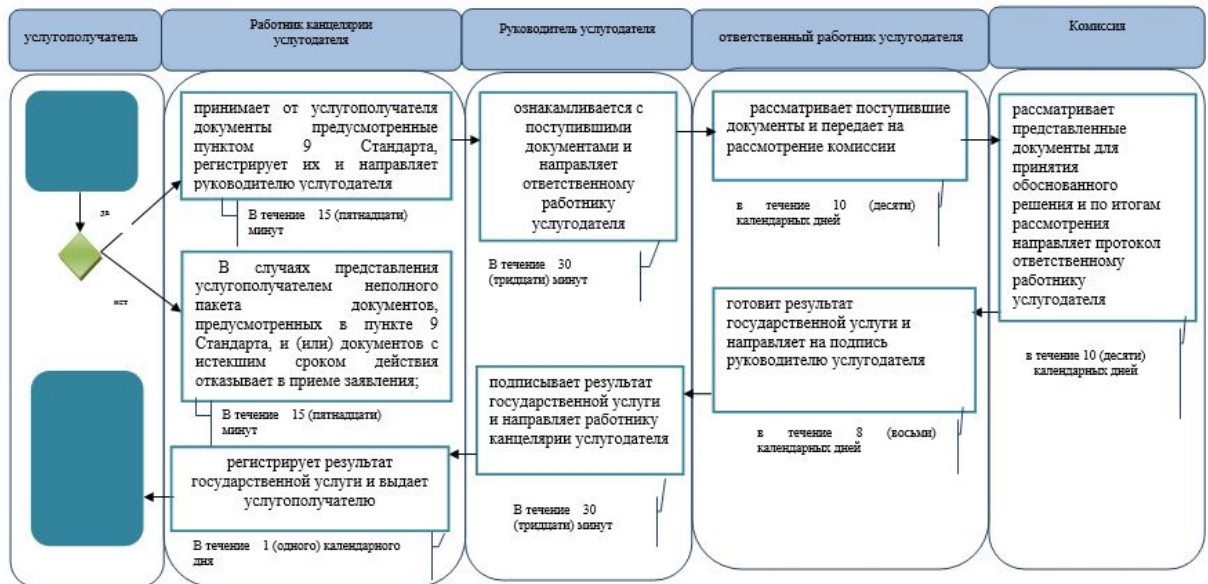 услугополучатель
Работник канцелярии
услугодателя
Руководитель услугодателя
ответственный работник услугодателя
Комиссия
принимает от услугополучателя
документы предусмотренные
пунктом 9 Стандарта,
регистрирует их и направляет
руководителю услугодателя
В течение 15 (пятнадцати)
минут
да
нет
В случаях представления
услугополучателем неполного
пакета документов,
предусмотренных в пункте 9
Стандарта, и (или) документов с
истекшим сроком действия
отказывает в приеме заявления;
В течение 15 (пятнадцати)
минут
ознакамливается с
поступившими
документами и
направляет
ответственному
работнику
услугодателя
В течение 30
(тридцати) минут
рассматривает поступившие
документы и передает на
рассмотрение комиссии
в течение 10 (десяти)
календарных дней
рассматривает
представленные
документы для
принятия
обоснованного
решения и по итогам
рассмотрения
направляет протокол
ответственному
работнику
услугодателя
в течение 10 (десяти)
календарных дней
готовит результат
государственной услуги и
направляет на подпись
руководителю услугодателя
в течение 8 (восьми)
календарных дней
подписывает результат
государственной услуги
и направляет работнику
канцелярии услугодателя
В течение 30
(тридцати) минут
регистрирует результат
государственной услуги и выдает
услугополучателю
В течение 1 (одного) календарного
дня